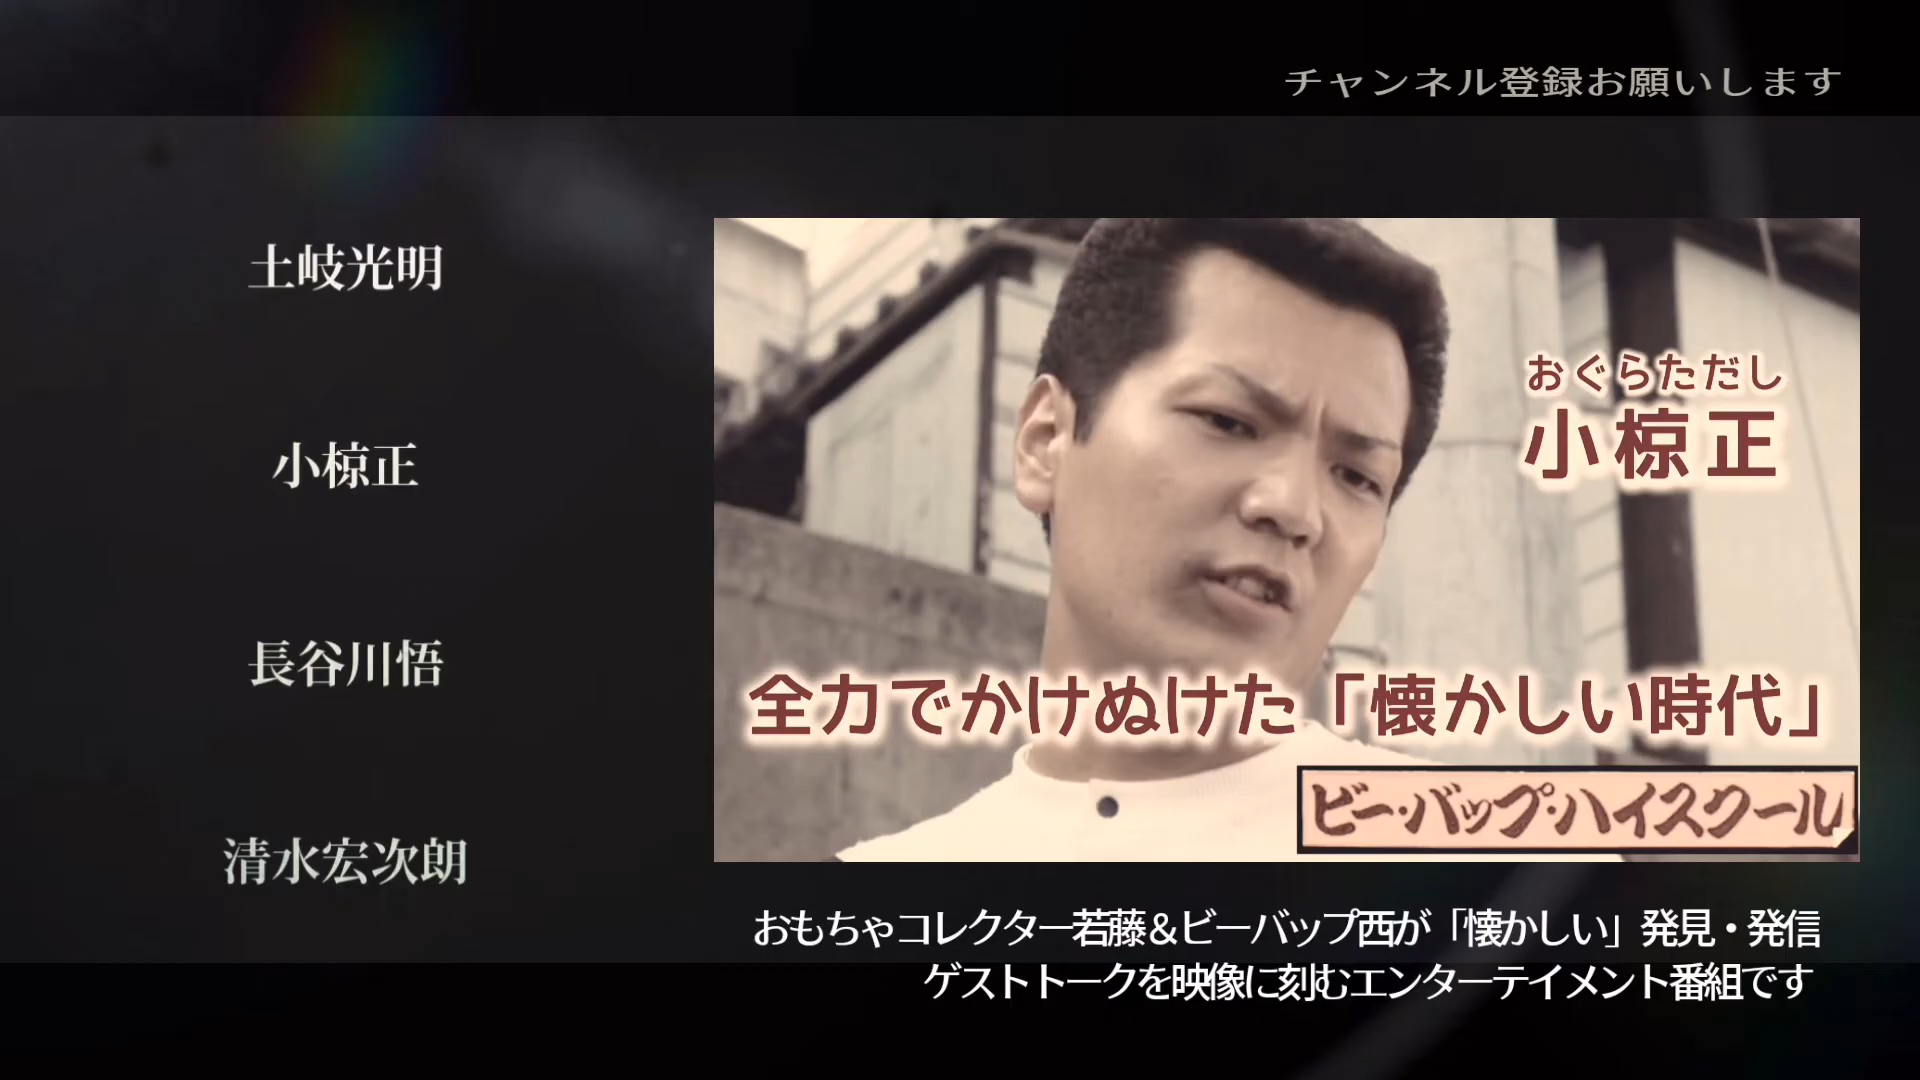 チャンネル登録お願いします
土岐光明
小椋正
長谷川悟
清水宏次朗
おぐらただし
小椋正
全力でかけぬけた「懐かしい時代」
ビー・バップ・ハイスクール
おもちゃコレクター若藤＆ビーバップ西が「懐かしい」発見・発信
ゲストトークを映像に刻むエンターテイメント番組です